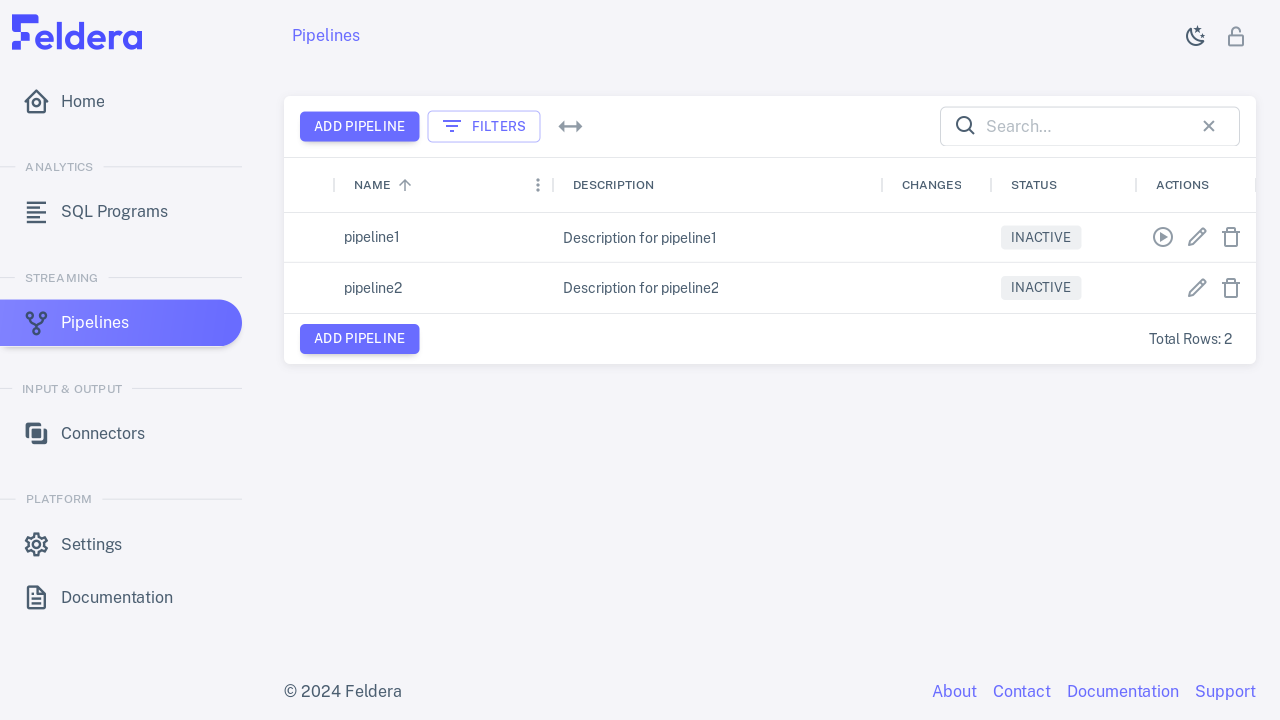 Feldera
Pipelines
Home
ANALYTICS
SQL Programs
STREAMING
Pipelines
INPUT & OUTPUT
Connectors
PLATFORM
Settings
Documentation
ADD PIPELINE FILTERS Search...
NAME DESCRIPTION CHANGES STATUS ACTIONS
pipeline1 Description for pipeline1 INACTIVE
pipeline2 Description for pipeline2 INACTIVE
ADD PIPELINE Total Rows: 2
© 2024 Feldera About Contact Documentation Support